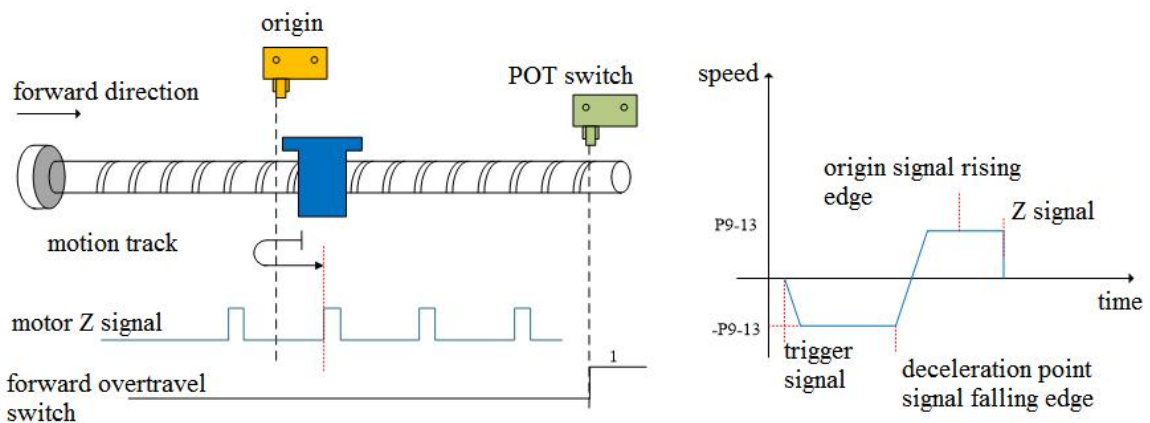 origin
POT switch
forward direction
motion track
motor Z signal
forward overtravel
switch
1
speed
origin signal rising
edge
Z signal
P9-13
time
-P9-13
trigger
signal
deceleration point
signal falling edge